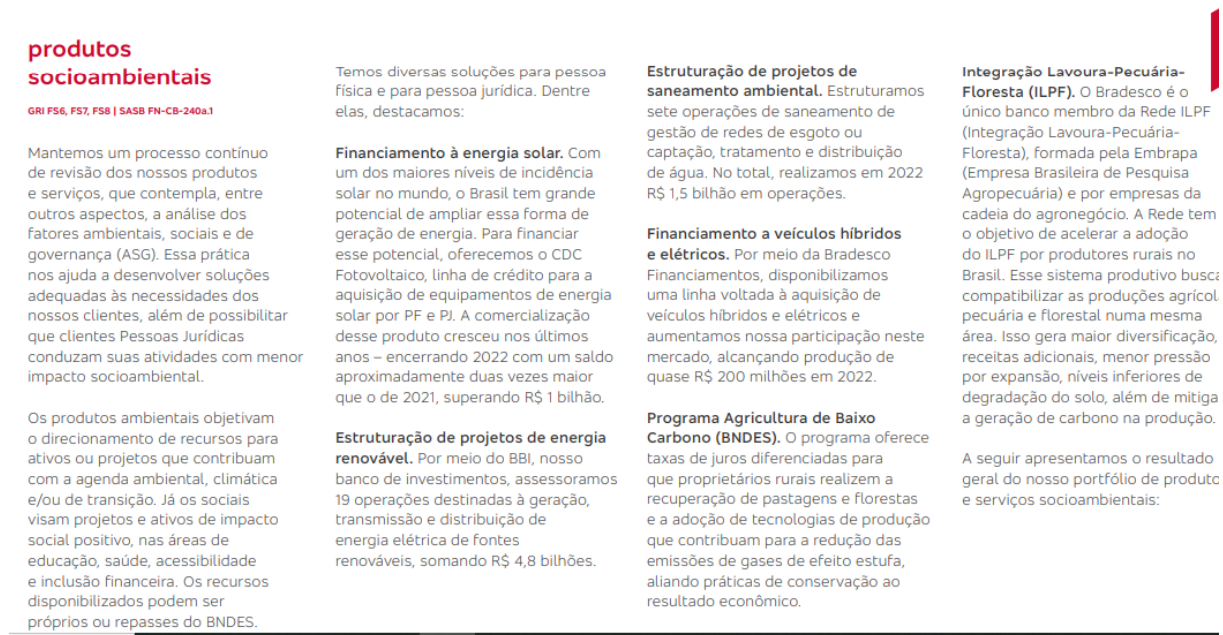 produtos
socioambientais
GRI FS6, FS7, FS8 | SASB FN-CB-240a.1
Mantemos um processo contínuo
de revisão dos nossos produtos
e serviços, que contempla, entre
outros aspectos, a análise dos
fatores ambientais, sociais e de
governança (ASG). Essa prática
nos ajuda a desenvolver soluções
adequadas às necessidades dos
nossos clientes, além de possibilitar
que clientes Pessoas Jurídicas
conduzam suas atividades com menor
impacto socioambiental.
Os produtos ambientais objetivam
o direcionamento de recursos para
ativos ou projetos que contribuam
com a agenda ambiental, climática
e/ou de transição. Já os sociais
visam projetos e ativos de impacto
social positivo, nas áreas de
educação, saúde, acessibilidade
e inclusão financeira. Os recursos
disponibilizados podem ser
próprios ou repasses do BNDES.
Temos diversas soluções para pessoa
física e para pessoa jurídica. Dentre
elas, destacamos:
Financiamento à energia solar. Com
um dos maiores níveis de incidência
solar no mundo, o Brasil tem grande
potencial de ampliar essa forma de
geração de energia. Para financiar
esse potencial, oferecemos o CDC
Fotovoltaico, linha de crédito para a
aquisição de equipamentos de energia
solar por PF e PJ. A comercialização
desse produto cresceu nos últimos
anos – encerrando 2022 com um saldo
aproximadamente duas vezes maior
que o de 2021, superando R$ 1 bilhão.
Estruturação de projetos de energia
renovável. Por meio do BBI, nosso
banco de investimentos, assessoramos
19 operações destinadas à geração,
transmissão e distribuição de
energia elétrica de fontes
renováveis, somando R$ 4,8 bilhões.
Estruturação de projetos de
saneamento ambiental. Estruturamos
sete operações de saneamento de
gestão de redes de esgoto ou
captação, tratamento e distribuição
de água. No total, realizamos em 2022
R$ 1,5 bilhão em operações.
Financiamento a veículos híbridos
e elétricos. Por meio da Bradesco
Financiamentos, disponibilizamos
uma linha voltada à aquisição de
veículos híbridos e elétricos e
aumentamos nossa participação neste
mercado, alcançando produção de
quase R$ 200 milhões em 2022.
Programa Agricultura de Baixo
Carbono (BNDES). O programa oferece
taxas de juros diferenciadas para
que proprietários rurais realizem a
recuperação de pastagens e florestas
e a adoção de tecnologias de produção
que contribuam para a redução das
emissões de gases de efeito estufa,
aliando práticas de conservação ao
resultado econômico.
Integração Lavoura-Pecuária-
Floresta (ILPF). O Bradesco é o
único banco membro da Rede ILPF
(Integração Lavoura-Pecuária-
Floresta), formada pela Embrapa
(Empresa Brasileira de Pesquisa
Agropecuária) e por empresas da
cadeia do agronegócio. A Rede tem
o objetivo de acelerar a adoção
do ILPF por produtores rurais no
Brasil. Esse sistema produtivo busca
compatibilizar as produções agrícol
pecuária e florestal numa mesma
área. Isso gera maior diversificação,
receitas adicionais, menor pressão
por expansão, níveis inferiores de
degradação do solo, além de mitiga
a geração de carbono na produção.
A seguir apresentamos o resultado
geral do nosso portfólio de produto
e serviços socioambientais: